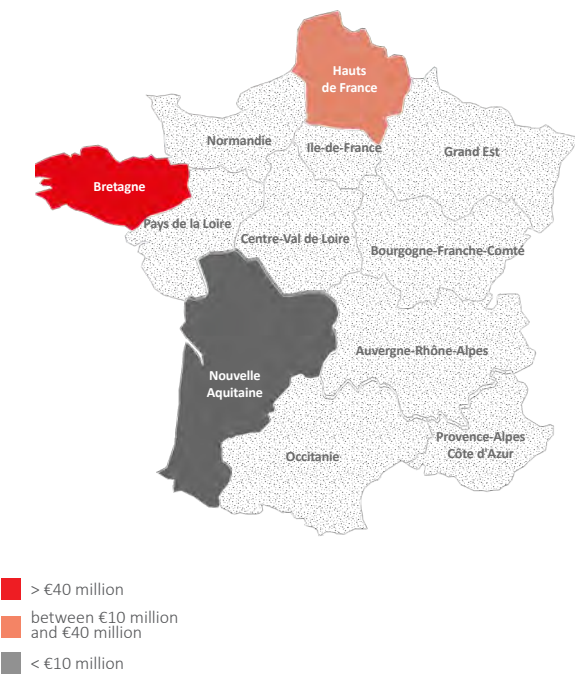 Hauts
de France
Normandie
Ile-de-France
Grand Est
Bretagne
Pays de la Loire
Centre-Val de Loire
Bourgogne-Franche-Comté
Auvergne-Rhône-Alpes
Nouvelle
Aquitaine
Provence-Alpes
Côte d'Azur
Occitanie
> €40 million
between €10 million
and €40 million
< €10 million